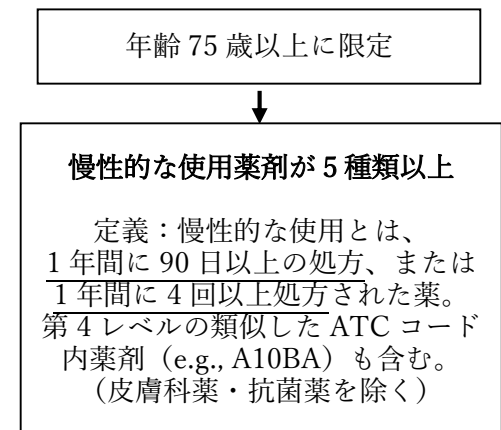 年齢 75 歳以上に限定
慢性的な使用薬剤が 5 種類以上
定義：慢性的な使用とは、
1 年間に 90 日以上の処方、または
1 年間に 4 回以上処方された薬。
第 4 レベルの類似した ATC コード
内薬剤（e.g., A10BA）も含む。
（皮膚科薬・抗菌薬を除く）